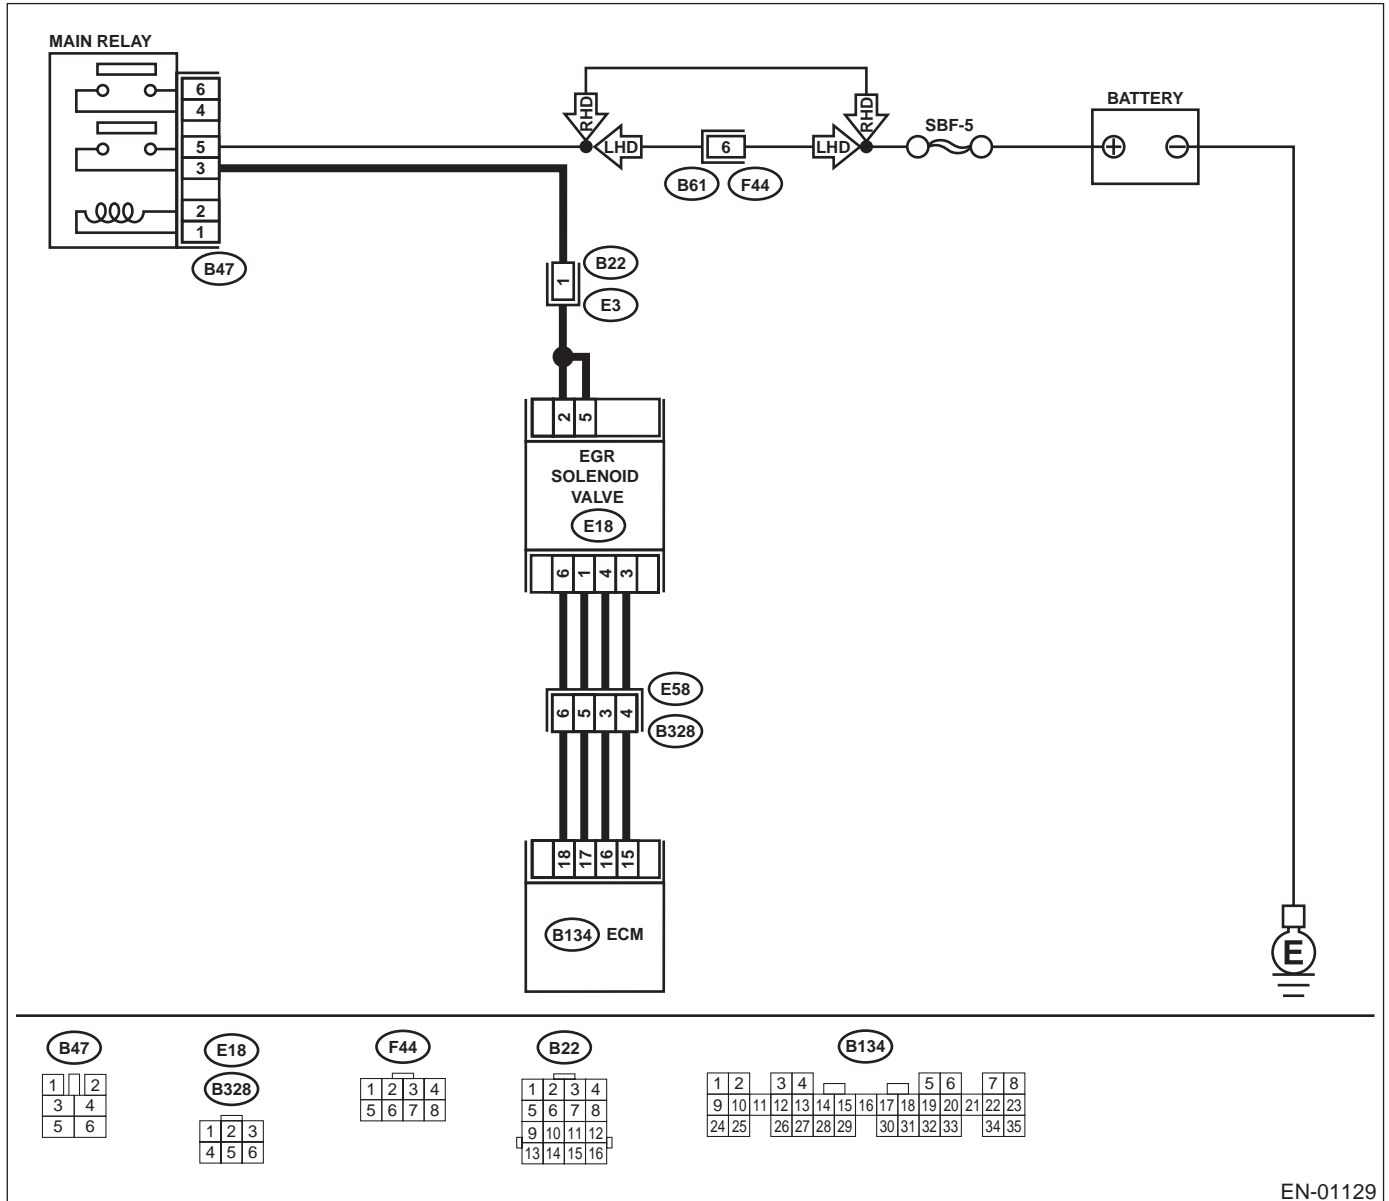 MAIN RELAY
6
4
5
3
2
1
B47
RHD
RHD
LHD
6
LHD
B61
F44
SBF-5
BATTERY
+
−
B22
1
E3
2 5
EGR
SOLENOID
VALVE
E18
6 1 4 3
E58
6 5 3 4
B328
18 17 16 15
B134 ECM
E
B47
1 2
3 4
5 6
E18
B328
1 2 3
4 5 6
F44
1 2 3 4
5 6 7 8
B22
1 2 3 4
5 6 7 8
9 10 11 12
13 14 15 16
B134
1 2 3 4 5 6 7 8
9 10 11 12 13 14 15 16 17 18 19 20 21 22 23
24 25 26 27 28 29 30 31 32 33 34 35
EN-01129